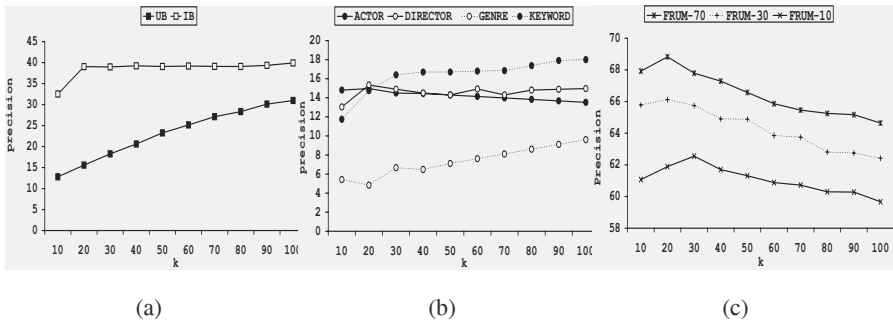 UB IB
precision
45
40
35
30
25
20
15
10
5
0
10 20 30 40 50 60 70 80 90 100
k
(a)
ACTOR DIRECTOR GENRE KEYWORD
precision
20
18
16
14
12
10
8
6
4
2
0
10 20 30 40 50 60 70 80 90 100
k
(b)
FRUM-70 FRUM-30 FRUM-10
Precision
70
68
66
64
62
60
58
10 20 30 40 50 60 70 80 90 100
k
(c)